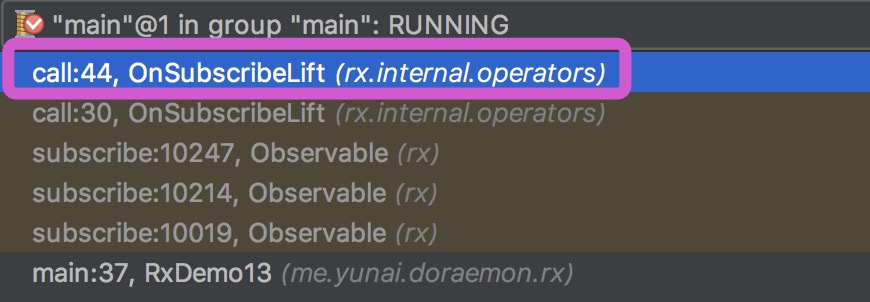 "main"@1 in group "main": RUNNING
call:44, OnSubscribeLift (rx.internal.operators)
call:30, OnSubscribeLift (rx.internal.operators)
subscribe:10247, Observable (rx)
subscribe:10214, Observable (rx)
subscribe:10019, Observable (rx)
main:37, RxDemo13 (me.yunai.doraemon.rx)